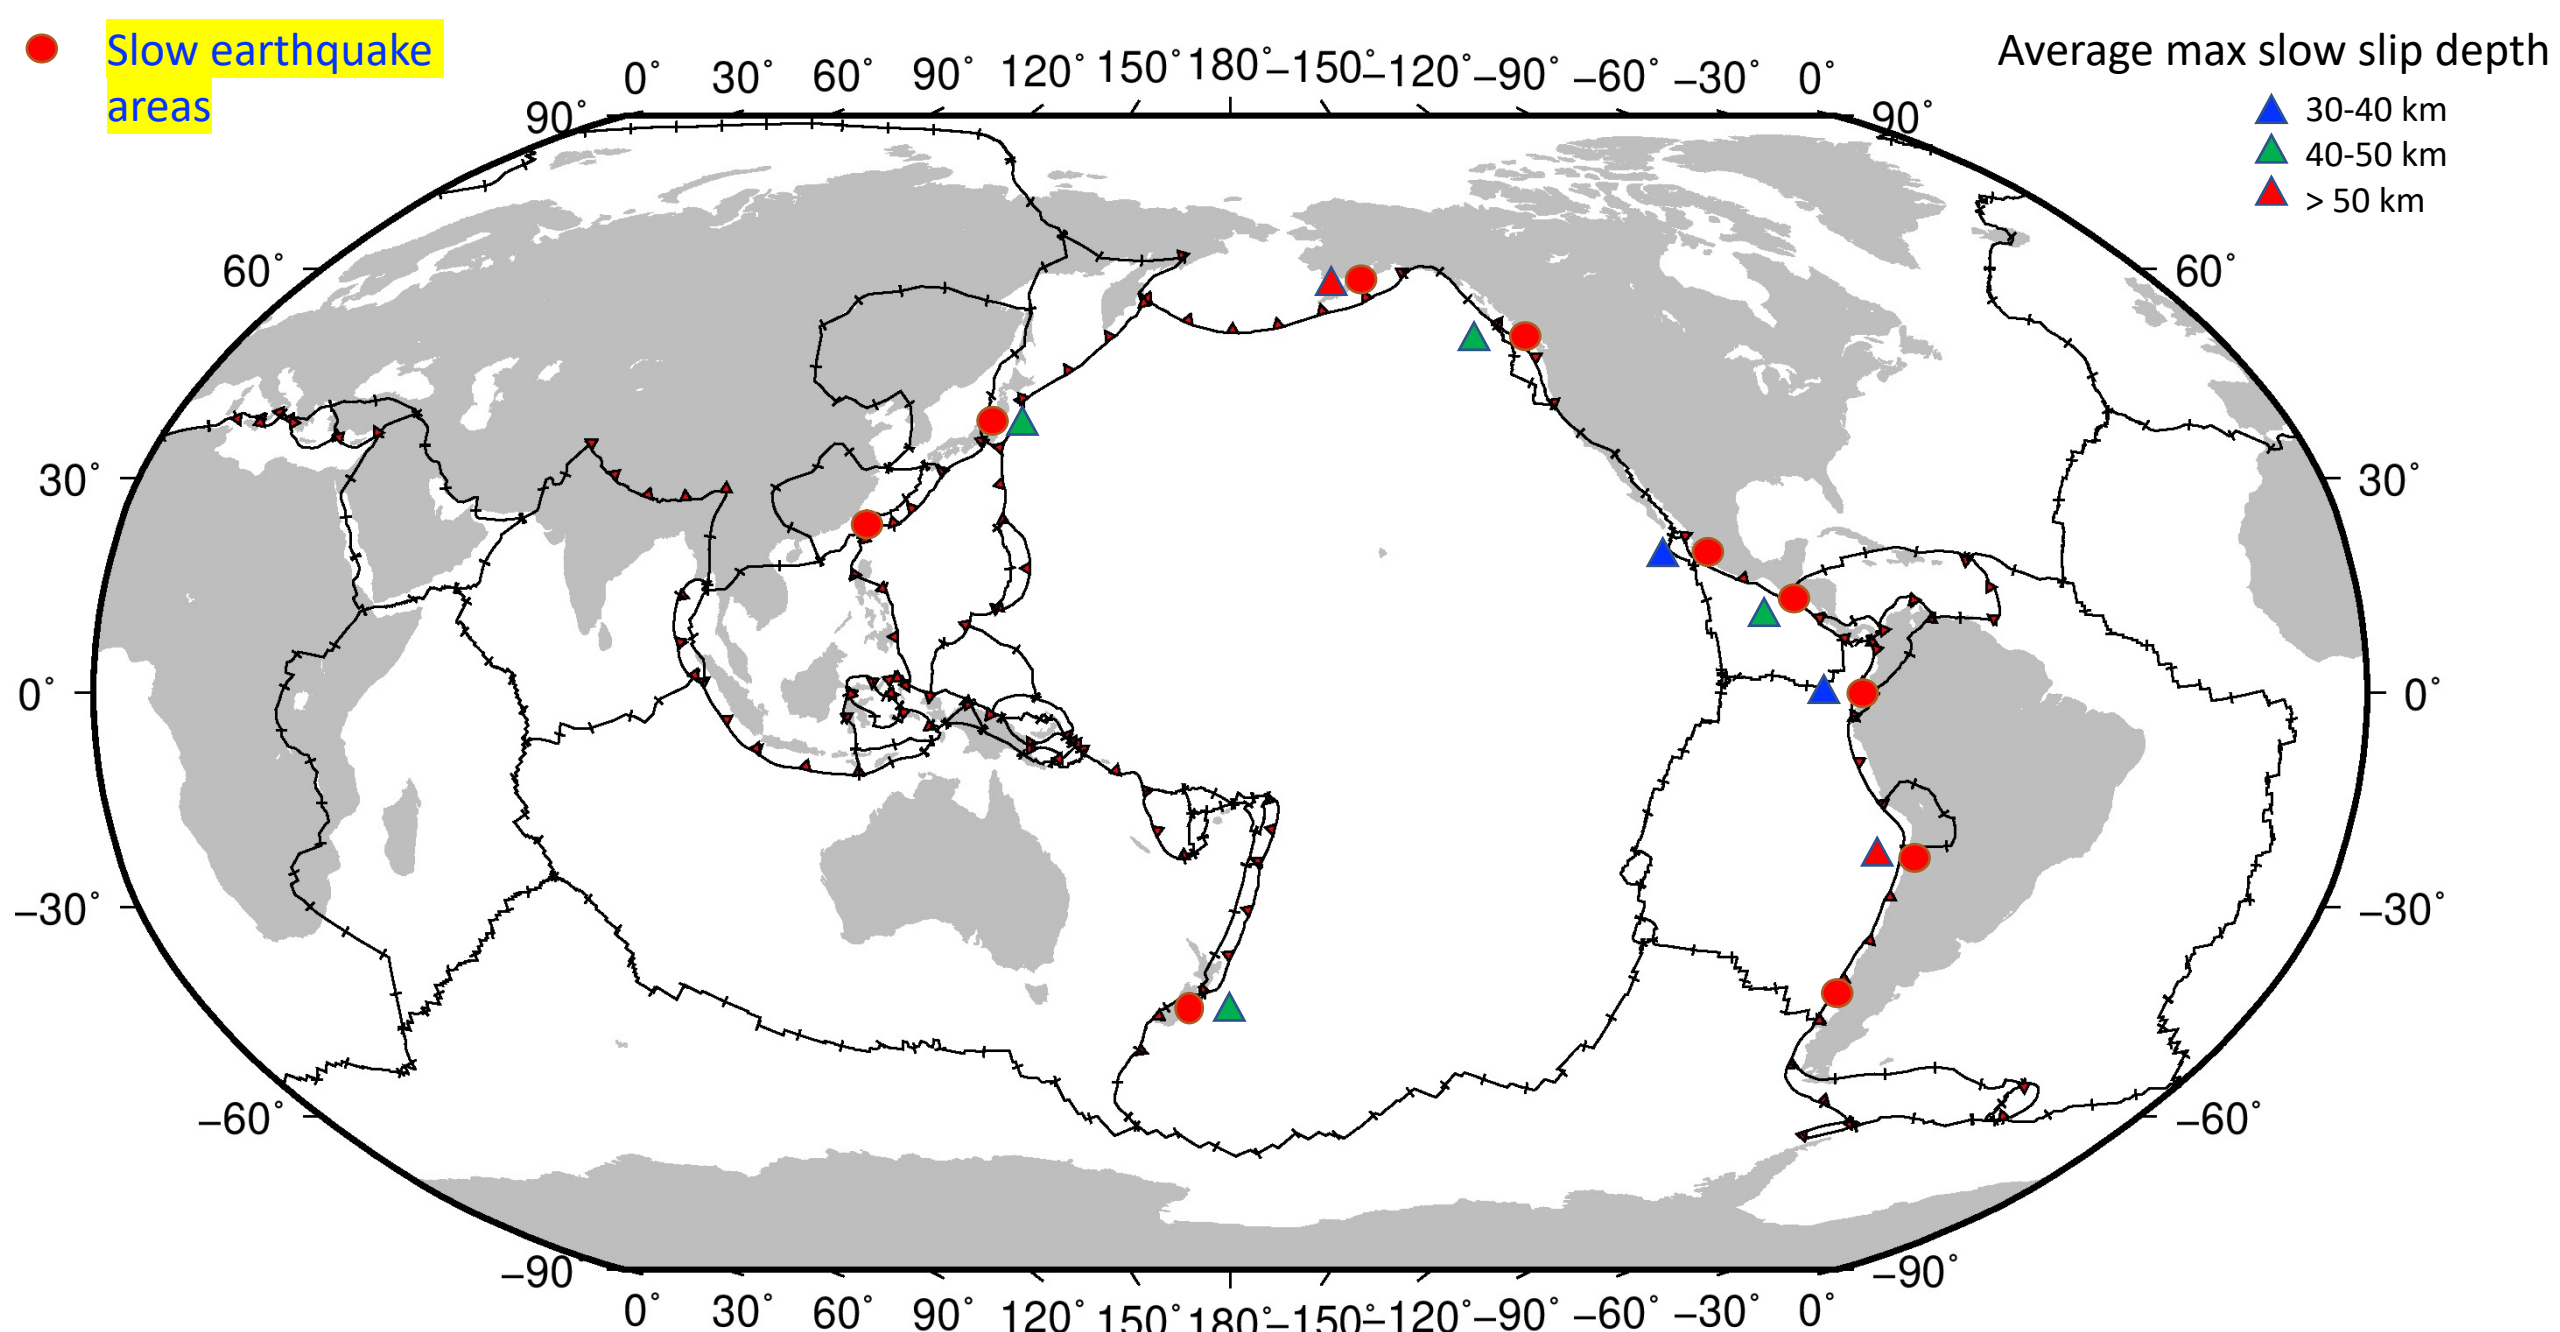 Slow earthquake
areas
Average max slow slip depth
30-40 km
40-50 km
> 50 km
0° 30° 60° 90° 120° 150° 180° −150° −120° −90° −60° −30° 0°
90° 90°
60° 60°
30° 30°
0° 0°
−30° −30°
−60° −60°
−90° −90°
0° 30° 60° 90° 120° 150° 180° −150° −120° −90° −60° −30° 0°